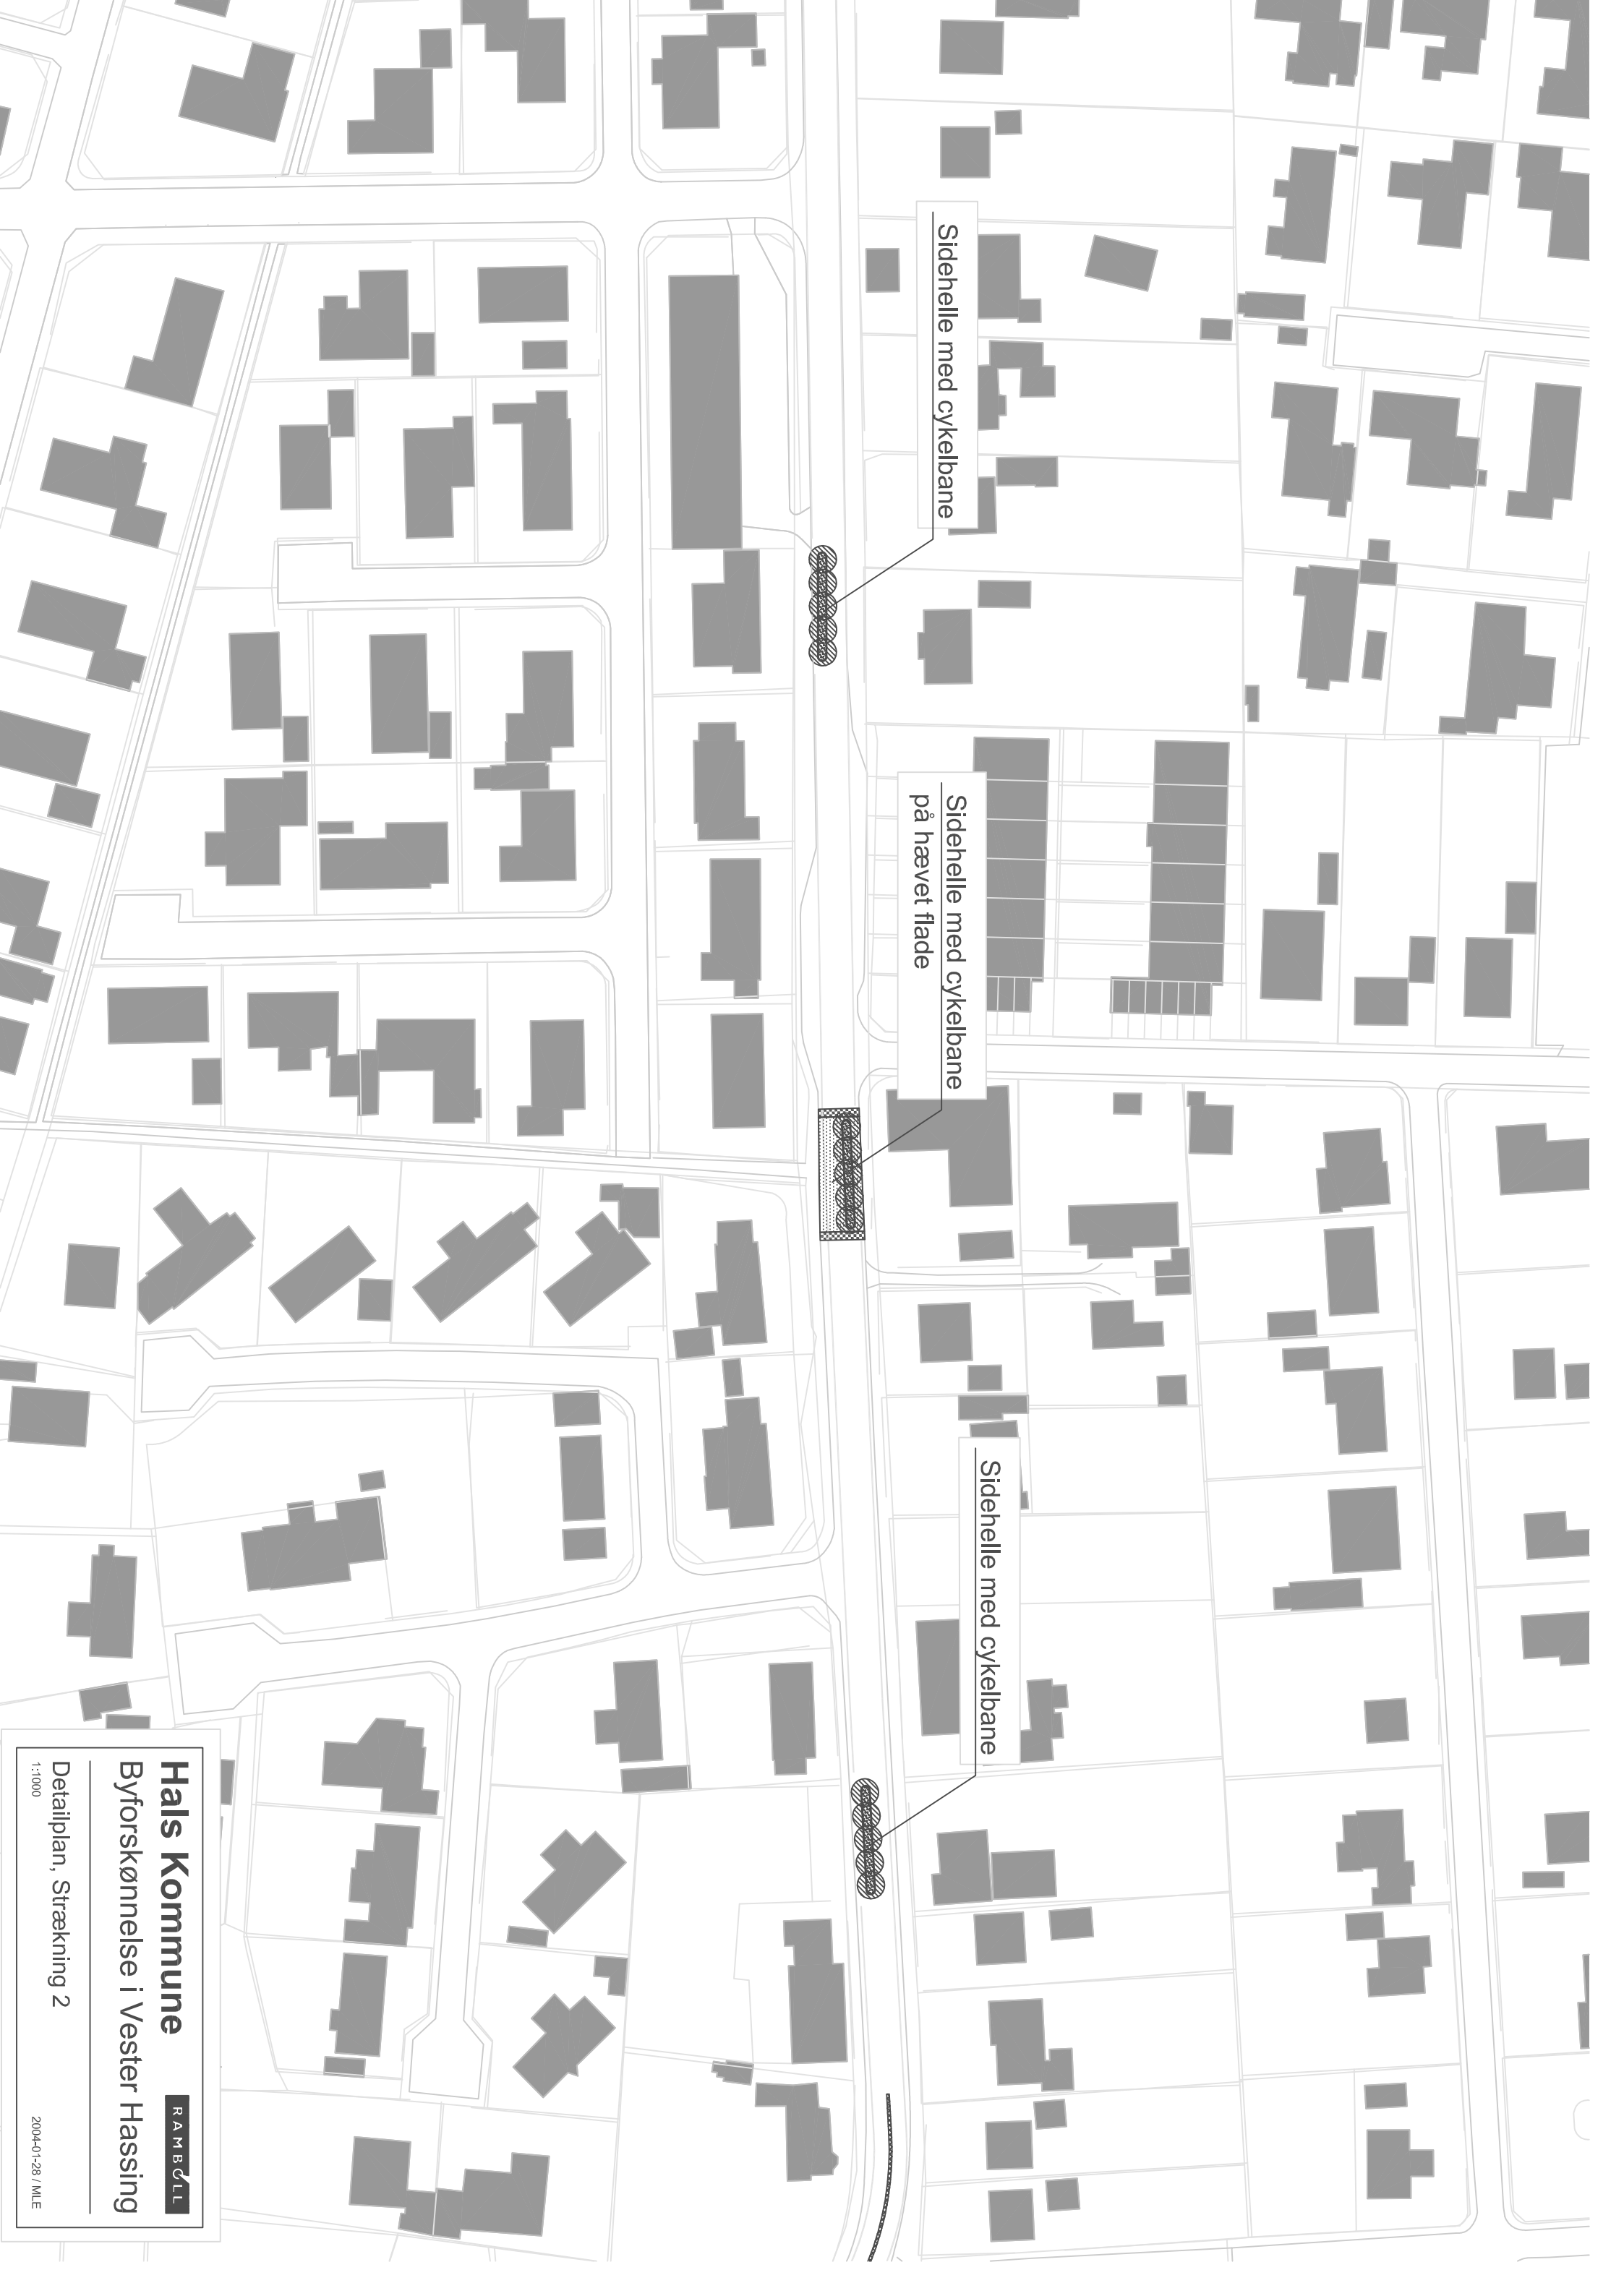 Sidehelle med cykelbane
Sidehelle med cykelbane
på hævet flade
Sidehelle med cykelbane
Hals Kommune
RAMBØLL
Byforskønnelse i Vester Hassing
Detailplan, Strækning 2
1:1000
2004-01-28 / MLE